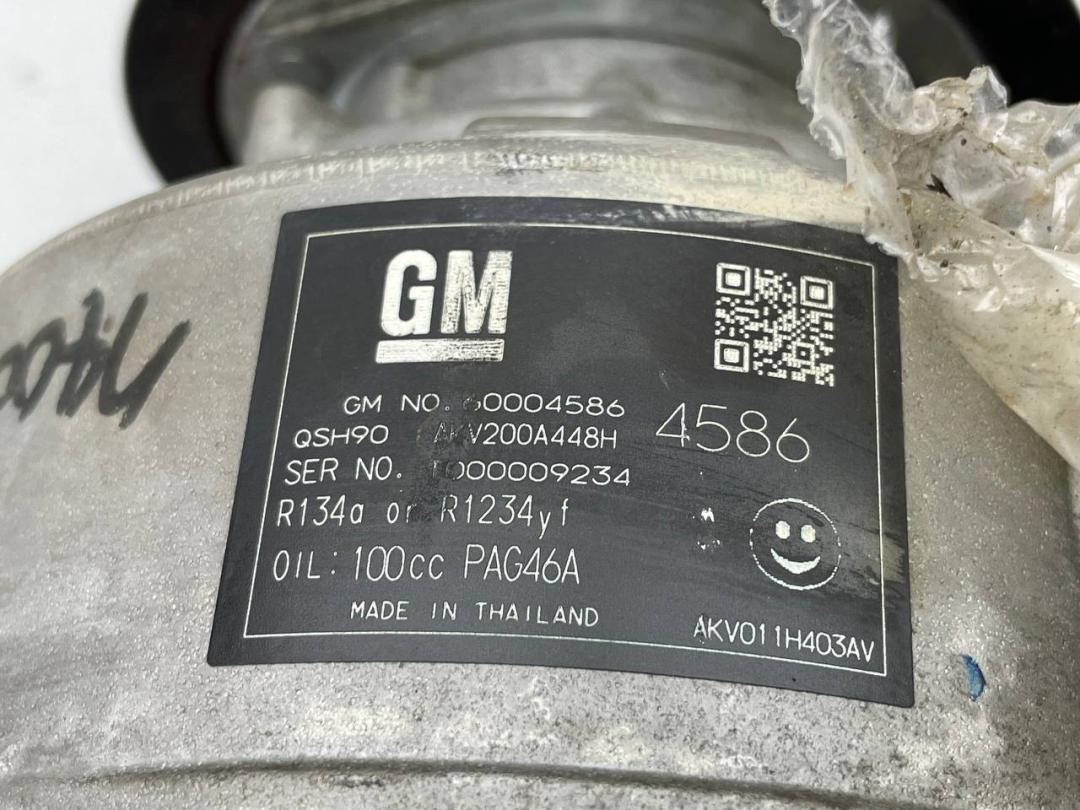 GM
GM NO. 60004586 4586
QSH90 AKV200A448H
SER NO. T000009234
R134a or R1234yf
OIL: 100cc PAG46A
MADE IN THAILAND
AKV011H403AV